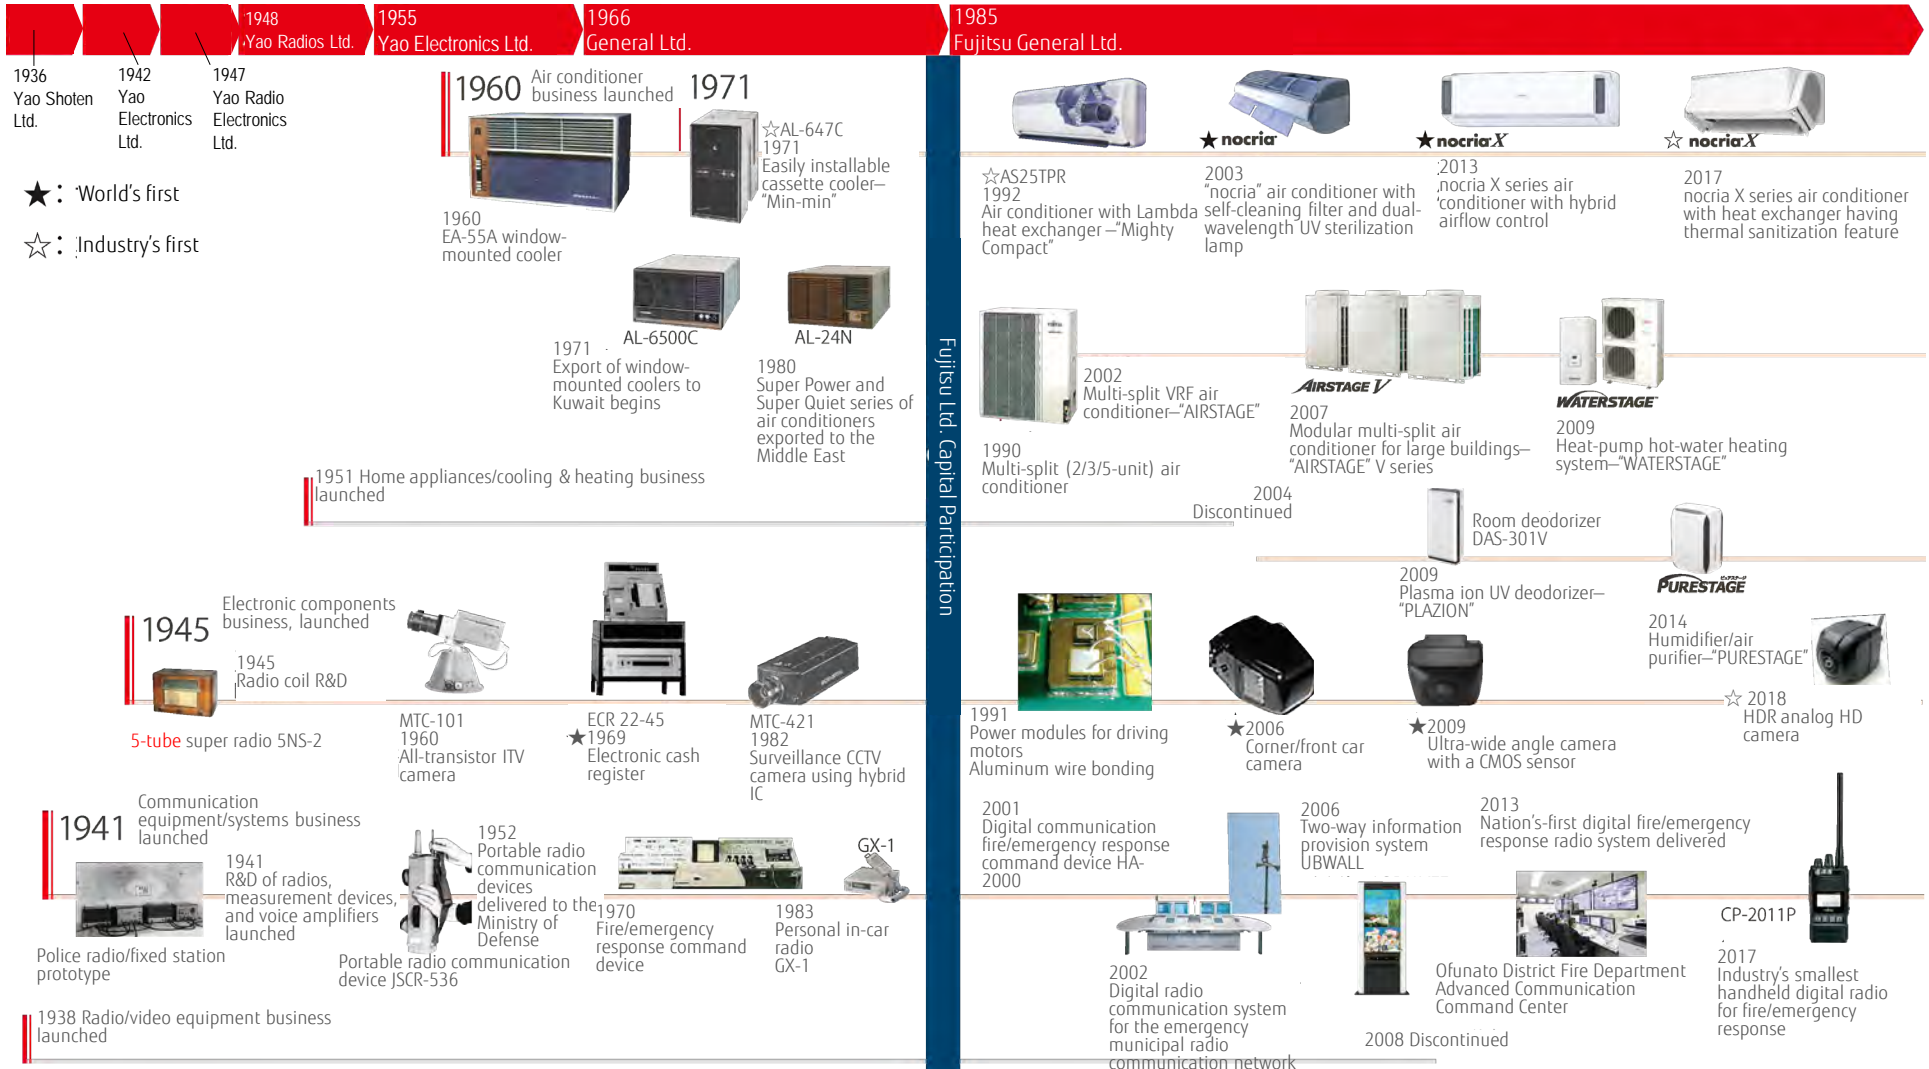 1948
Yao Radios Ltd.
1955
Yao Electronics Ltd.
1966
General Ltd.
1985
Fujitsu General Ltd.
1936
Yao Shoten
Ltd.
1942
Yao
Electronics
Ltd.
1947
Yao Radio
Electronics
Ltd.
★: World's first
☆: Industry's first
1960
Air conditioner
business launched
1960
EA-55A window-
mounted cooler
1971
☆AL-647C
1971
Easily installable
cassette cooler—
"Min-min"
AL-6500C
1971
Export of window-
mounted coolers to
Kuwait begins
AL-24N
1980
Super Power and
Super Quiet series of
air conditioners
exported to the
Middle East
Fujitsu Ltd. Capital Participation
☆AS25TPR
1992
Air conditioner with Lambda
heat exchanger—"Mighty
Compact"
★nocria
2003
"nocria" air conditioner with
self-cleaning filter and dual-
wavelength UV sterilization
lamp
★nocria X
2013
nocria X series air
conditioner with hybrid
airflow control
☆ nocria X
2017
nocria X series air conditioner
with heat exchanger having
thermal sanitization feature
1990
Multi-split (2/3/5-unit) air
conditioner
2002
Multi-split VRF air
conditioner—"AIRSTAGE"
AIRSTAGE V
2007
Modular multi-split air
conditioner for large buildings—
"AIRSTAGE" V series
WATERSTAGE™
2009
Heat-pump hot-water heating
system—"WATERSTAGE"
1951 Home appliances/cooling & heating business
launched
2004
Discontinued
Room deodorizer
DAS-301V
2009
Plasma ion UV deodorizer—
"PLAZION"
ピュアステージ
PURESTAGE
2014
Humidifier/air
purifier—"PURESTAGE"
1945
Electronic components
business, launched
1945
Radio coil R&D
5-tube super radio 5NS-2
MTC-101
1960
All-transistor ITV
camera
ECR 22-45
★1969
Electronic cash
register
MTC-421
1982
Surveillance CCTV
camera using hybrid
IC
1991
Power modules for driving
motors
Aluminum wire bonding
★2006
Corner/front car
camera
★2009
Ultra-wide angle camera
with a CMOS sensor
☆ 2018
HDR analog HD
camera
1941
Communication
equipment/systems business
launched
1941
R&D of radios,
measurement devices,
and voice amplifiers
launched
Police radio/fixed station
prototype
1952
Portable radio
communication
devices
delivered to the
Ministry of
Defense
Portable radio communication
device JSCR-536
1970
Fire/emergency
response command
device
GX-1
1983
Personal in-car
radio
GX-1
2001
Digital communication
fire/emergency response
command device HA-
2000
2002
Digital radio
communication system
for the emergency
municipal radio
communication network
2006
Two-way information
provision system
UBWALL
2013
Nation's-first digital fire/emergency
response radio system delivered
Ofunato District Fire Department
Advanced Communication
Command Center
CP-2011P
2017
Industry's smallest
handheld digital radio
for fire/emergency
response
1938 Radio/video equipment business
launched
2008 Discontinued